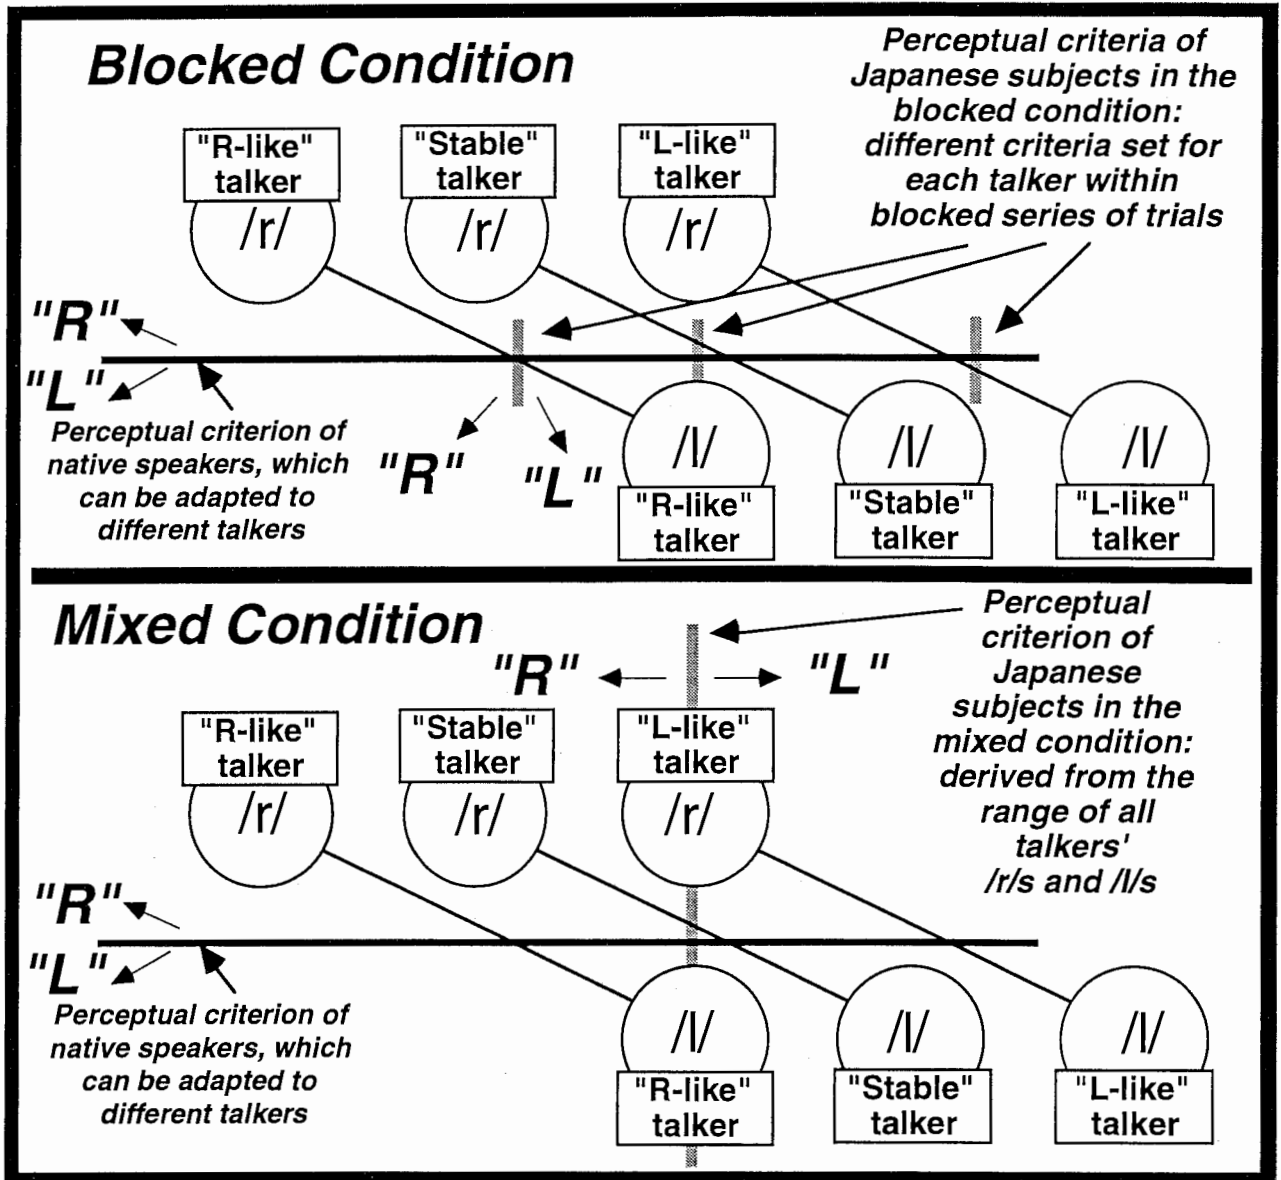 Blocked Condition
Perceptual criteria of
Japanese subjects in the
blocked condition:
different criteria set for
each talker within
blocked series of trials
"R-like"
talker
/r/
"Stable"
talker
/r/
"L-like"
talker
/r/
"R"
"L"
Perceptual criterion of
native speakers, which
can be adapted to
different talkers
"R"
"L"
/l/
"R-like"
talker
/l/
"Stable"
talker
/l/
"L-like"
talker
Mixed Condition
Perceptual
criterion of
Japanese
subjects in the
mixed condition:
derived from the
range of all
talkers'
/r/s and /l/s
"R"
"L"
"R-like"
talker
/r/
"Stable"
talker
/r/
"L-like"
talker
/r/
"R"
"L"
Perceptual criterion of
native speakers, which
can be adapted to
different talkers
/l/
"R-like"
talker
/l/
"Stable"
talker
/l/
"L-like"
talker